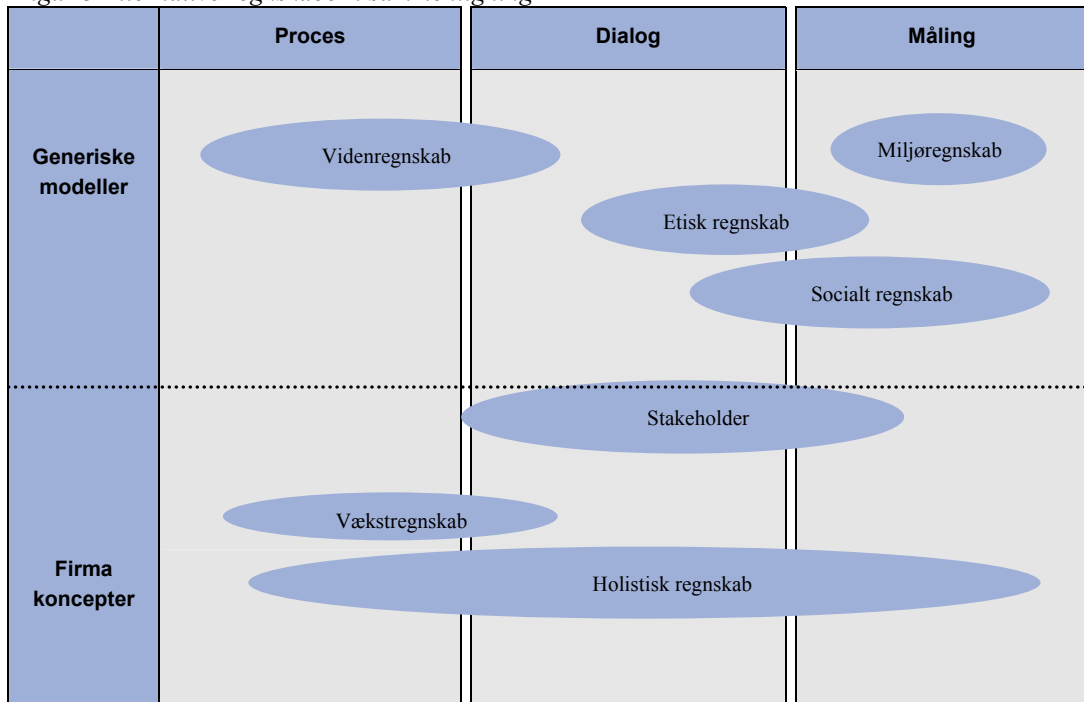 Proces
Dialog
Måling
Generiske
modeller
Videnregnskab
Miljøregnskab
Etisk regnskab
Socialt regnskab
Stakeholder
Vækstregnskab
Firma
koncepter
Holistisk regnskab